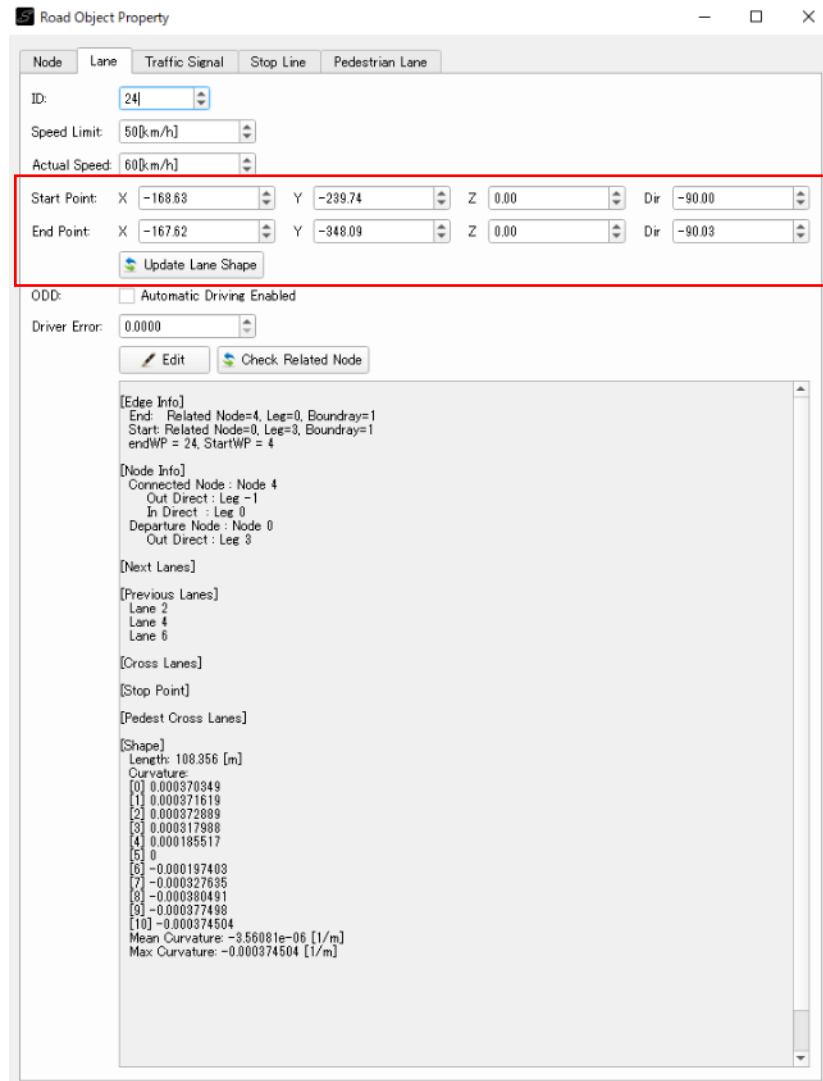 Road Object Property
Node Lane Traffic Signal Stop Line Pedestrian Lane
ID: 24
Speed Limit: 50[km/h]
Actual Speed: 60[km/h]
Start Point: X -168.63 Y -239.74 Z 0.00 Dir -90.00
End Point: X -167.62 Y -348.09 Z 0.00 Dir -90.03
Update Lane Shape
ODD: Automatic Driving Enabled
Driver Error: 0.0000
Edit Check Related Node
[Edge Info]
End: Related Node=4, Leg=0, Boundray=1
Start: Related Node=0, Leg=3, Boundray=1
endWP = 24, StartWP = 4
[Node Info]
Connected Node : Node 4
Out Direct : Leg -1
In Direct : Leg 0
Departure Node : Node 0
Out Direct : Leg 3
[Next Lanes]
[Previous Lanes]
Lane 2
Lane 4
Lane 6
[Cross Lanes]
[Stop Point]
[Pedest Cross Lanes]
[Shape]
Length: 108.356 [m]
Curvature:
[0] 0.000370349
[1] 0.000371619
[2] 0.000372889
[3] 0.000317988
[4] 0.000185517
[5] 0
[6] -0.000197403
[7] -0.000327635
[8] -0.000380491
[9] -0.000377498
[10] -0.000374504
Mean Curvature: -3.56081e-06 [1/m]
Max Curvature: -0.000374504 [1/m]